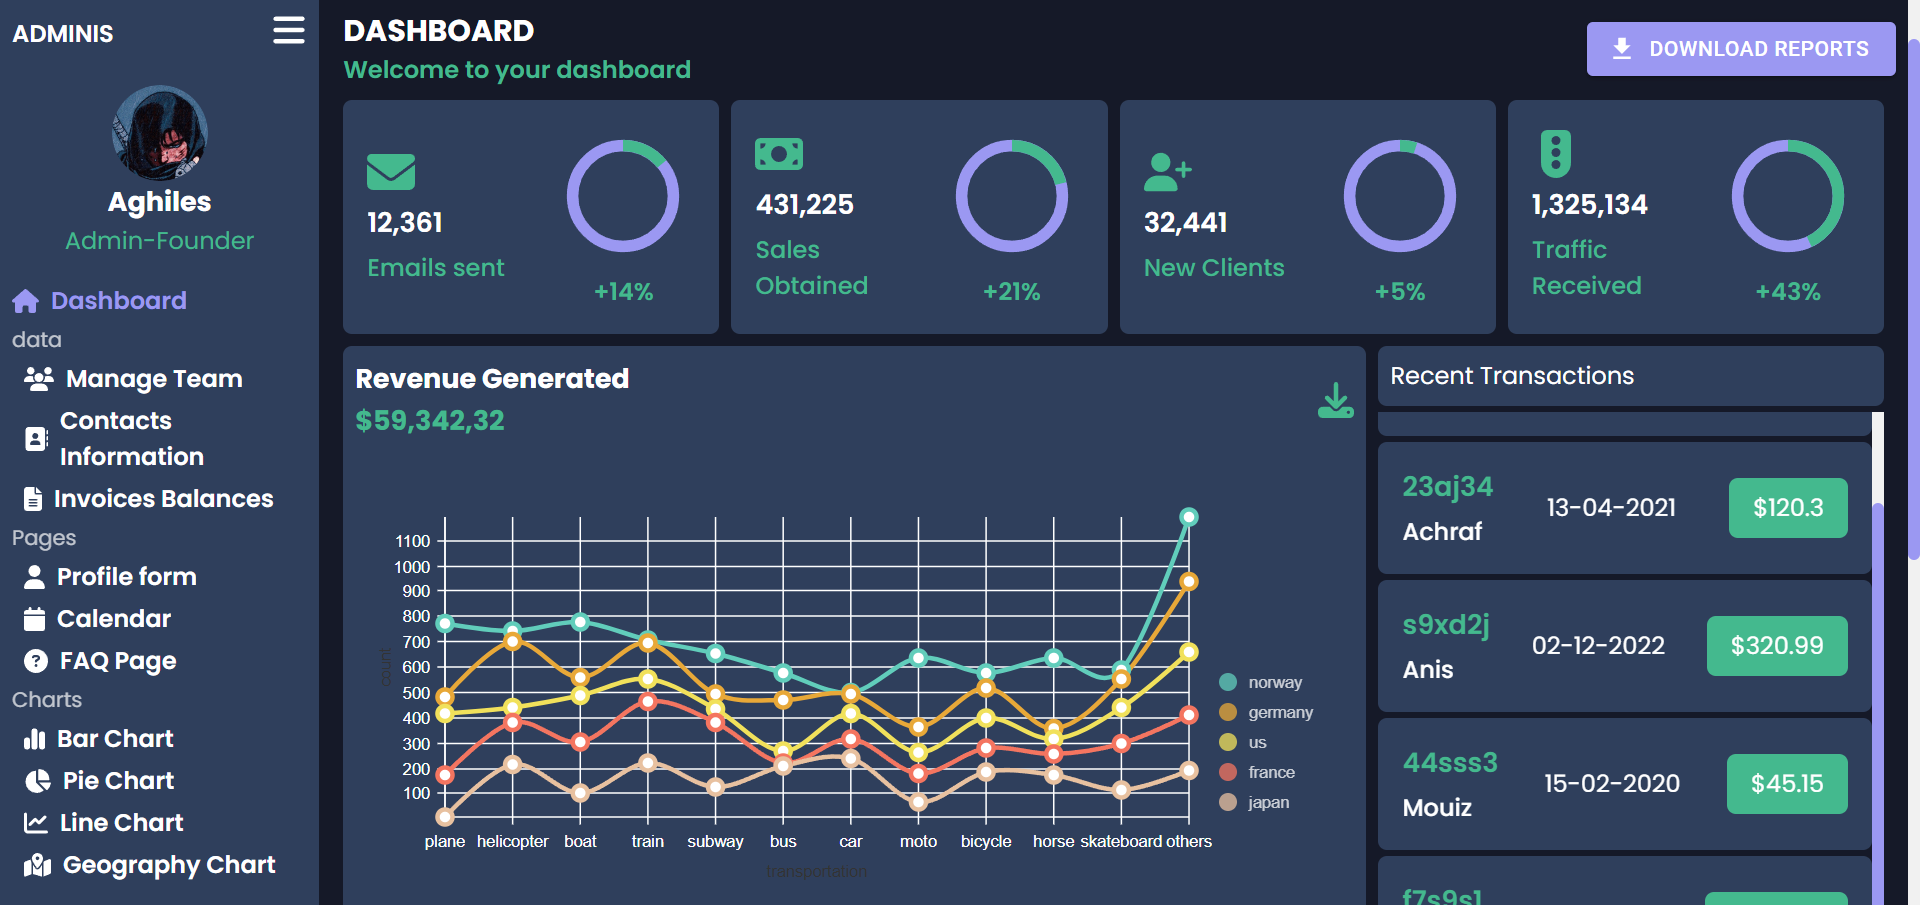 ADMINIS
Aghiles
Admin-Founder
Dashboard
data
Manage Team
Contacts
Information
Invoices Balances
Pages
Profile form
Calendar
FAQ Page
Charts
Bar Chart
Pie Chart
Line Chart
Geography Chart
DASHBOARD
Welcome to your dashboard
DOWNLOAD REPORTS
12,361
Emails sent
+14%
431,225
Sales
Obtained
+21%
32,441
New Clients
+5%
1,325,134
Traffic
Received
+43%
Revenue Generated
$59,342,32
1100
1000
900
800
700
600
500
400
300
200
100
count
plane helicopter boat train subway bus car moto bicycle horse skateboard others
transportation
norway
germany
us
france
japan
Recent Transactions
23aj34
Achraf
13-04-2021
$120.3
s9xd2j
Anis
02-12-2022
$320.99
44sss3
Mouiz
15-02-2020
$45.15
f7s9s1